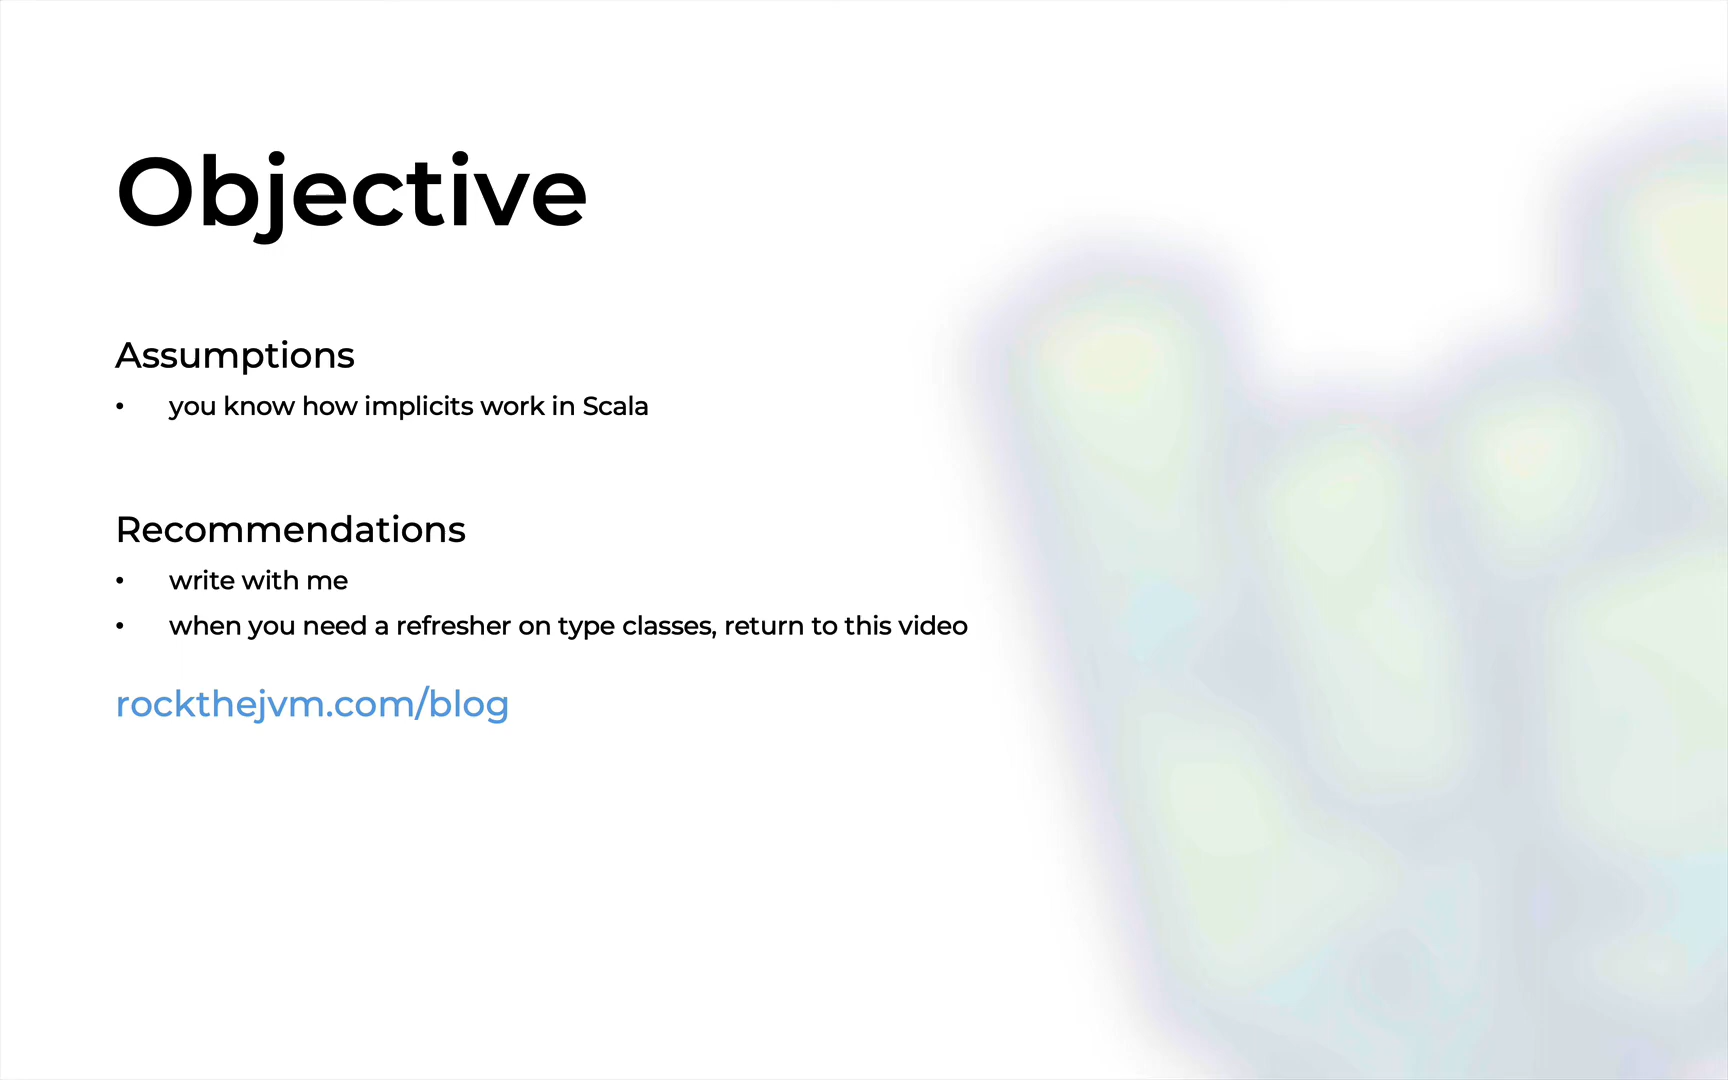 Objective
Assumptions
• you know how implicits work in Scala
Recommendations
• write with me
• when you need a refresher on type classes, return to this video
rockthejvm.com/blog